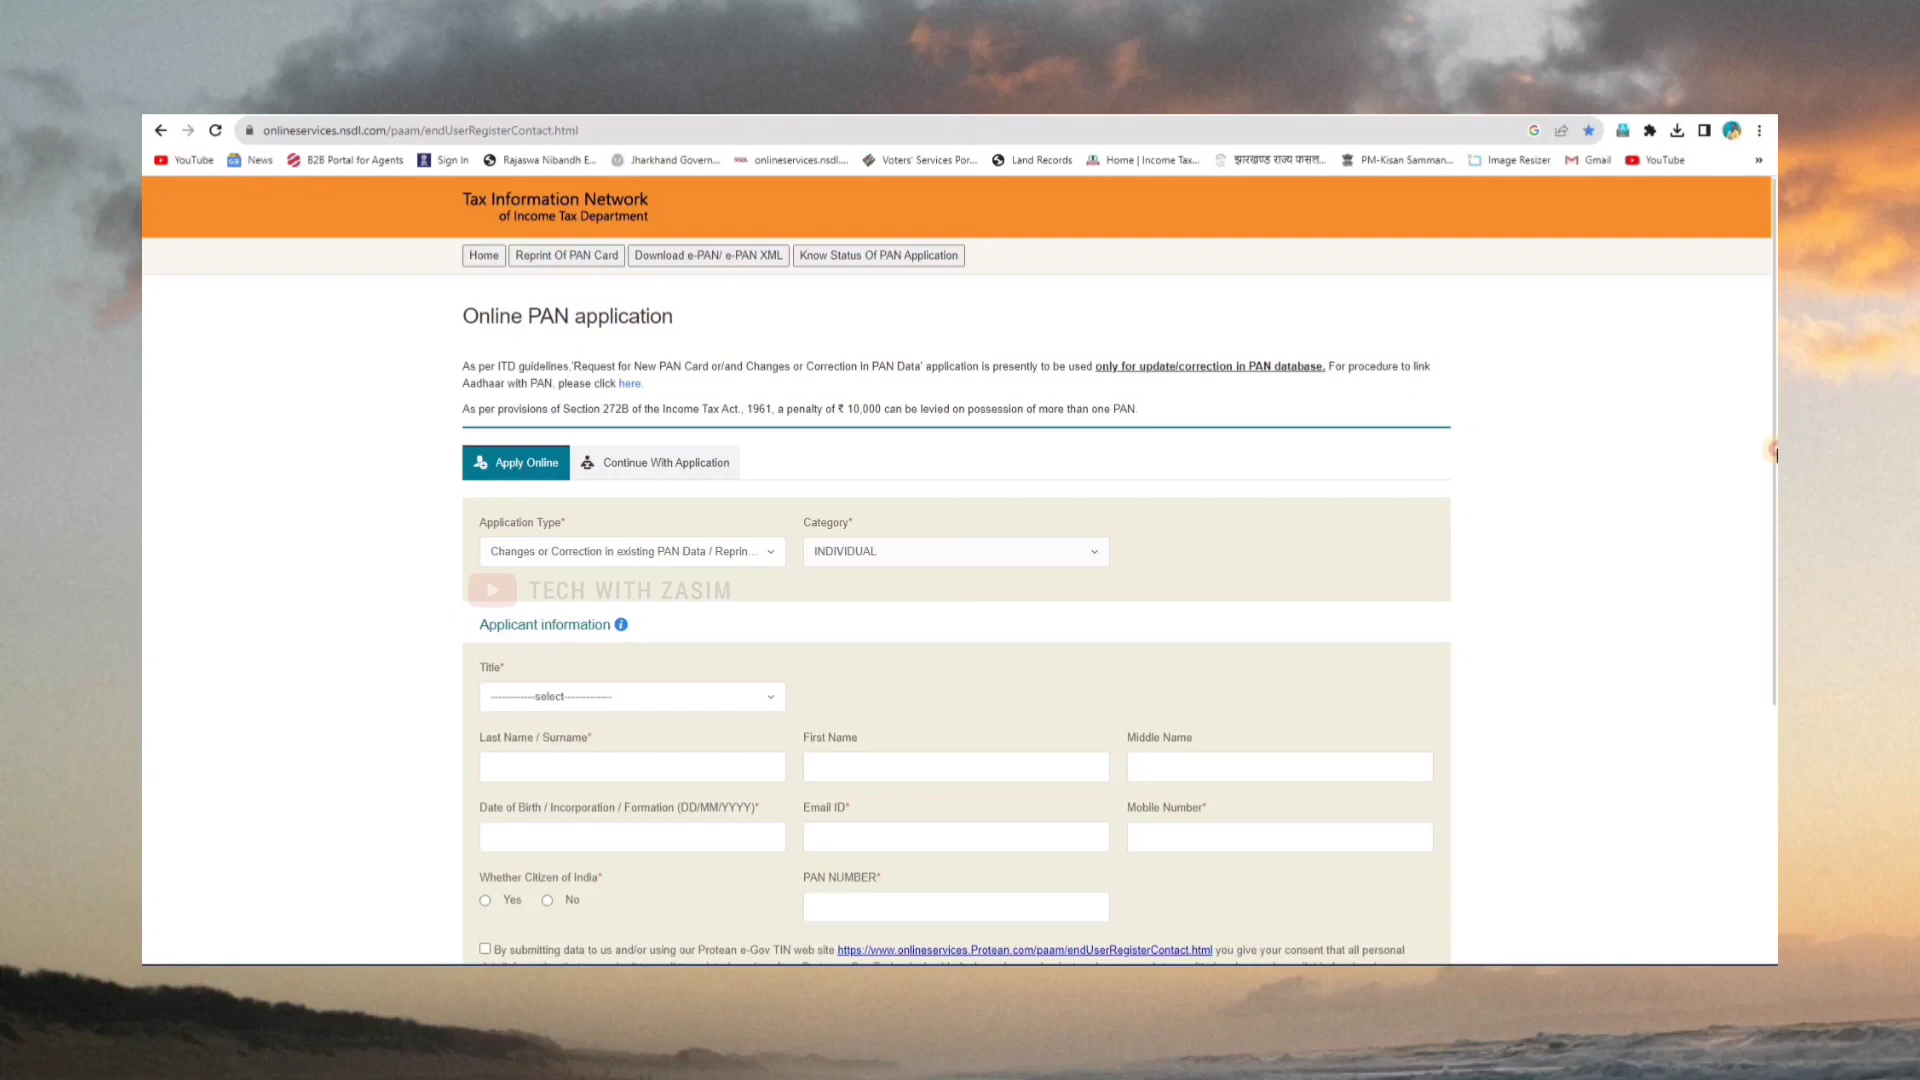 onlineservices.nsdl.com/paam/endUserRegisterContact.html
YouTube News B2B Portal for Agents Sign In Rajaswa Nibandh E... Jharkhand Govern... onlineservices.nsdl.... Voters' Services Por... Land Records Home | Income Tax... झारखण्ड राज्य फसल... PM-Kisan Samman... Image Resizer Gmail YouTube »
Tax Information Network
of Income Tax Department
Home Reprint Of PAN Card Download e-PAN/ e-PAN XML Know Status Of PAN Application
Online PAN application
As per ITD guidelines,'Request for New PAN Card or/and Changes or Correction in PAN Data' application is presently to be used only for update/correction in PAN database. For procedure to link
Aadhaar with PAN, please click here.
As per provisions of Section 272B of the Income Tax Act., 1961, a penalty of ₹ 10,000 can be levied on possession of more than one PAN.
Apply Online Continue With Application
Application Type* Category*
Changes or Correction in existing PAN Data / Reprin... INDIVIDUAL
TECH WITH ZASIM
Applicant information
Title*
------------select-------------
Last Name / Surname* First Name Middle Name
Date of Birth / Incorporation / Formation (DD/MM/YYYY)* Email ID* Mobile Number*
Whether Citizen of India* PAN NUMBER*
Yes No
By submitting data to us and/or using our Protean e-Gov TIN web site https://www.onlineservices.Protean.com/paam/endUserRegisterContact.html you give your consent that all personal